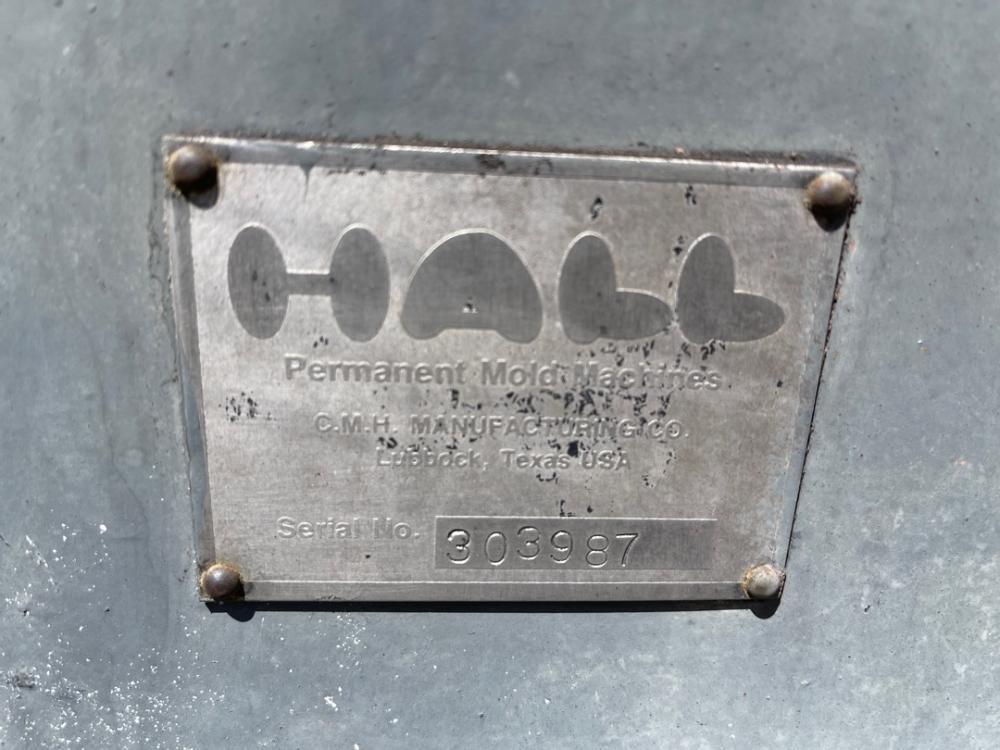 HALL
Permanent Mold Machines
C.M.H. MANUFACTURING CO.
Lubbock, Texas USA
Serial No. 303987